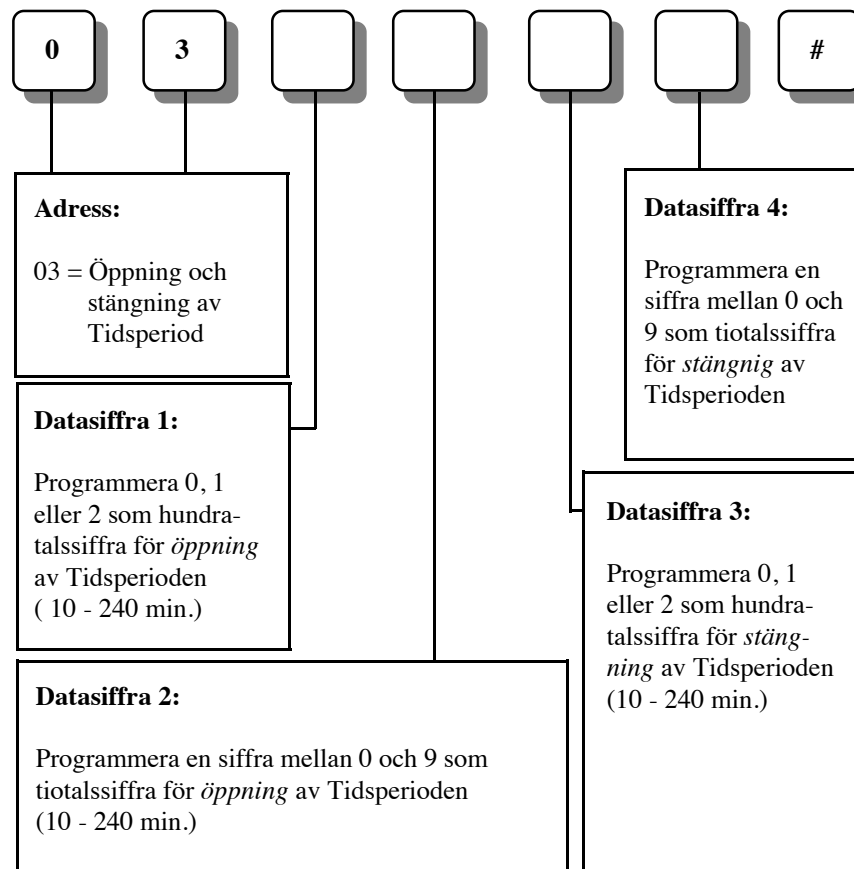 0 3 #
Adress:
03 = Öppning och
stängning av
Tidsperiod
Datasiffra 1:
Programmera 0, 1
eller 2 som hundra-
talssiffra för öppning
av Tidsperioden
( 10 - 240 min.)
Datasiffra 2:
Programmera en siffra mellan 0 och 9 som
tiotalssiffra för öppning av Tidsperioden
(10 - 240 min.)
Datasiffra 4:
Programmera en
siffra mellan 0 och
9 som tiotalssiffra
för stängnig av
Tidsperioden
Datasiffra 3:
Programmera 0, 1
eller 2 som hundra-
talssiffra för stäng-
ning av Tidsperioden
(10 - 240 min.)